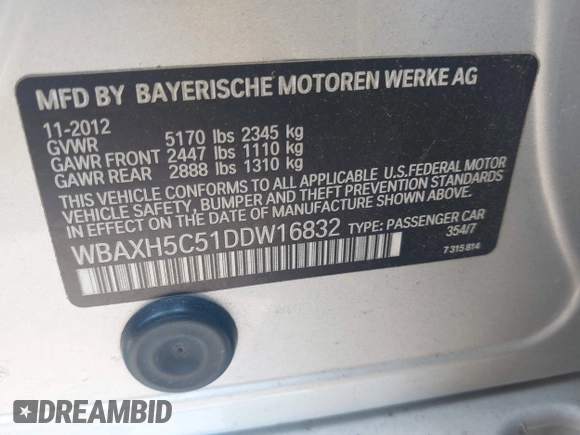 MFD BY BAYERISCHE MOTOREN WERKE AG
11-2012
GVWR 5170 lbs 2345 kg
GAWR FRONT 2447 lbs 1110 kg
GAWR REAR 2888 lbs 1310 kg
THIS VEHICLE CONFORMS TO ALL APPLICABLE U.S.FEDERAL MOTOR
VEHICLE SAFETY, BUMPER AND THEFT PREVENTION STANDARDS
IN EFFECT ON THE DATE OF MANUFACTURE SHOWN ABOVE.
WBAXH5C51DDW16832 TYPE: PASSENGER CAR
354/7
7 315 814
DREAMBID